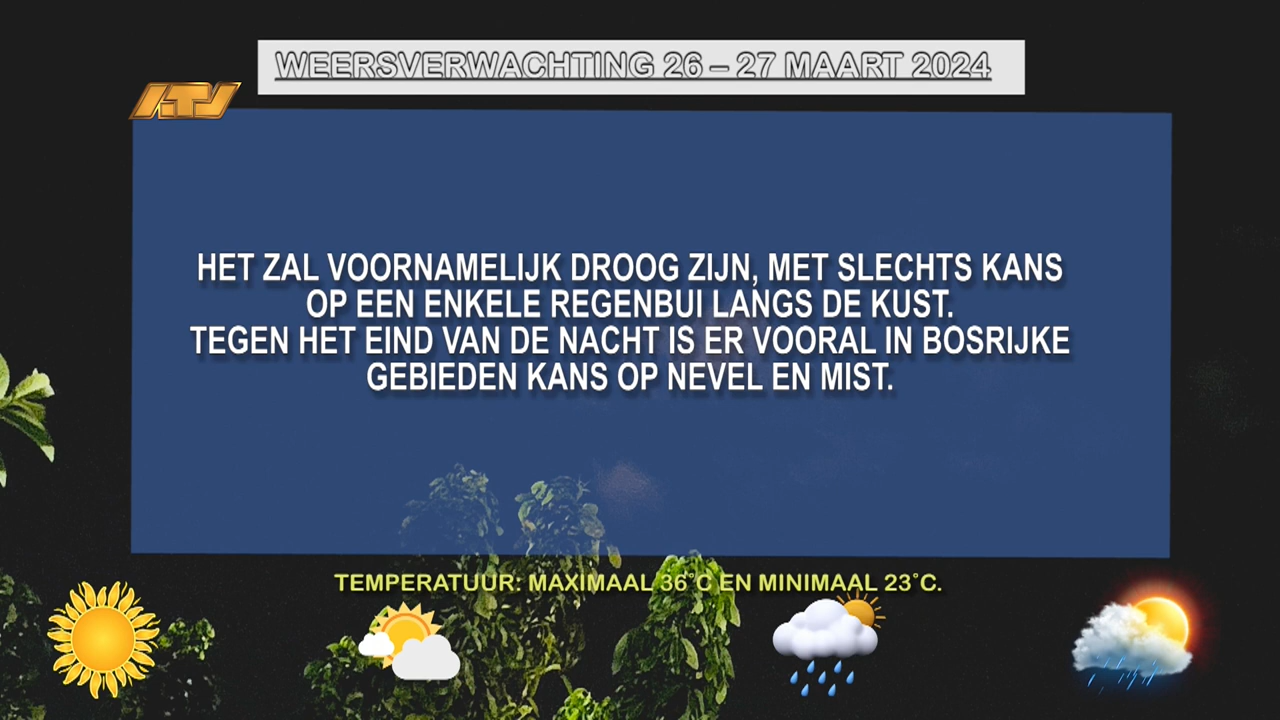 WEERSVERWACHTING 26 – 27 MAART 2024
ATV
HET ZAL VOORNAMELIJK DROOG ZIJN, MET SLECHTS KANS
OP EEN ENKELE REGENBUI LANGS DE KUST.
TEGEN HET EIND VAN DE NACHT IS ER VOORAL IN BOSRIJKE
GEBIEDEN KANS OP NEVEL EN MIST.
TEMPERATUUR: MAXIMAAL 36°C EN MINIMAAL 23°C.